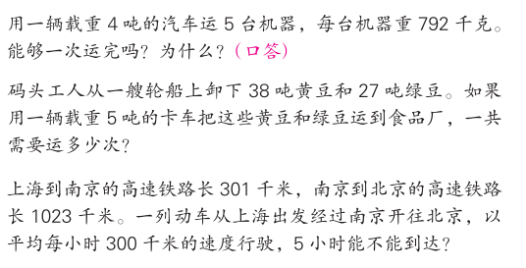 用一辆载重 4 吨的汽车运 5 台机器，每台机器重 792 千克。
能够一次运完吗？为什么？（口答）
码头工人从一艘轮船上卸下 38 吨黄豆和 27 吨绿豆。如果
用一辆载重 5 吨的卡车把这些黄豆和绿豆运到食品厂，一共
需要运多少次？
上海到南京的高速铁路长 301 千米，南京到北京的高速铁路
长 1023 千米。一列动车从上海出发经过南京开往北京，以
平均每小时 300 千米的速度行驶，5 小时能不能到达？